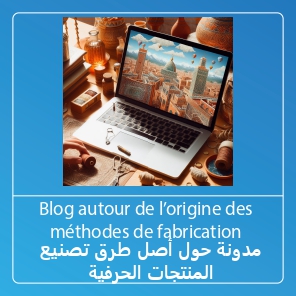 Blog autour de l’origine des
méthodes de fabrication
مدونة حول أصل طرق تصنيع
المنتجات الحرفية